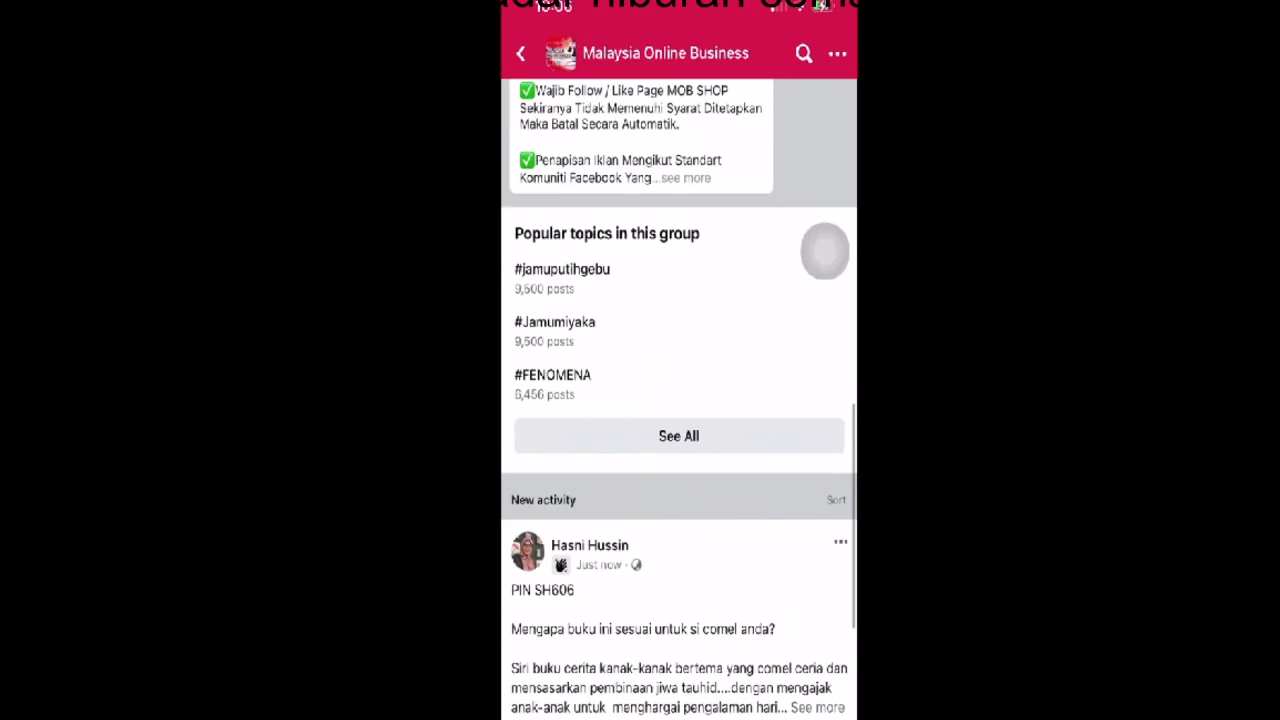 Malaysia Online Business
✅Wajib Follow / Like Page MOB SHOP
Sekiranya Tidak Memenuhi Syarat Ditetapkan
Maka Batal Secara Automatik.
✅Penapisan Iklan Mengikut Standart
Komuniti Facebook Yang...see more
Popular topics in this group
#jamuputihgebu
9,500 posts
#Jamumiyaka
9,500 posts
#FENOMENA
6,456 posts
See All
New activity Sort
Hasni Hussin
Just now ·
PIN SH606
Mengapa buku ini sesuai untuk si comel anda?
Siri buku cerita kanak-kanak bertema yang comel ceria dan
mensasarkan pembinaan jiwa tauhid....dengan mengajak
anak-anak untuk menghargai pengalaman hari... See more